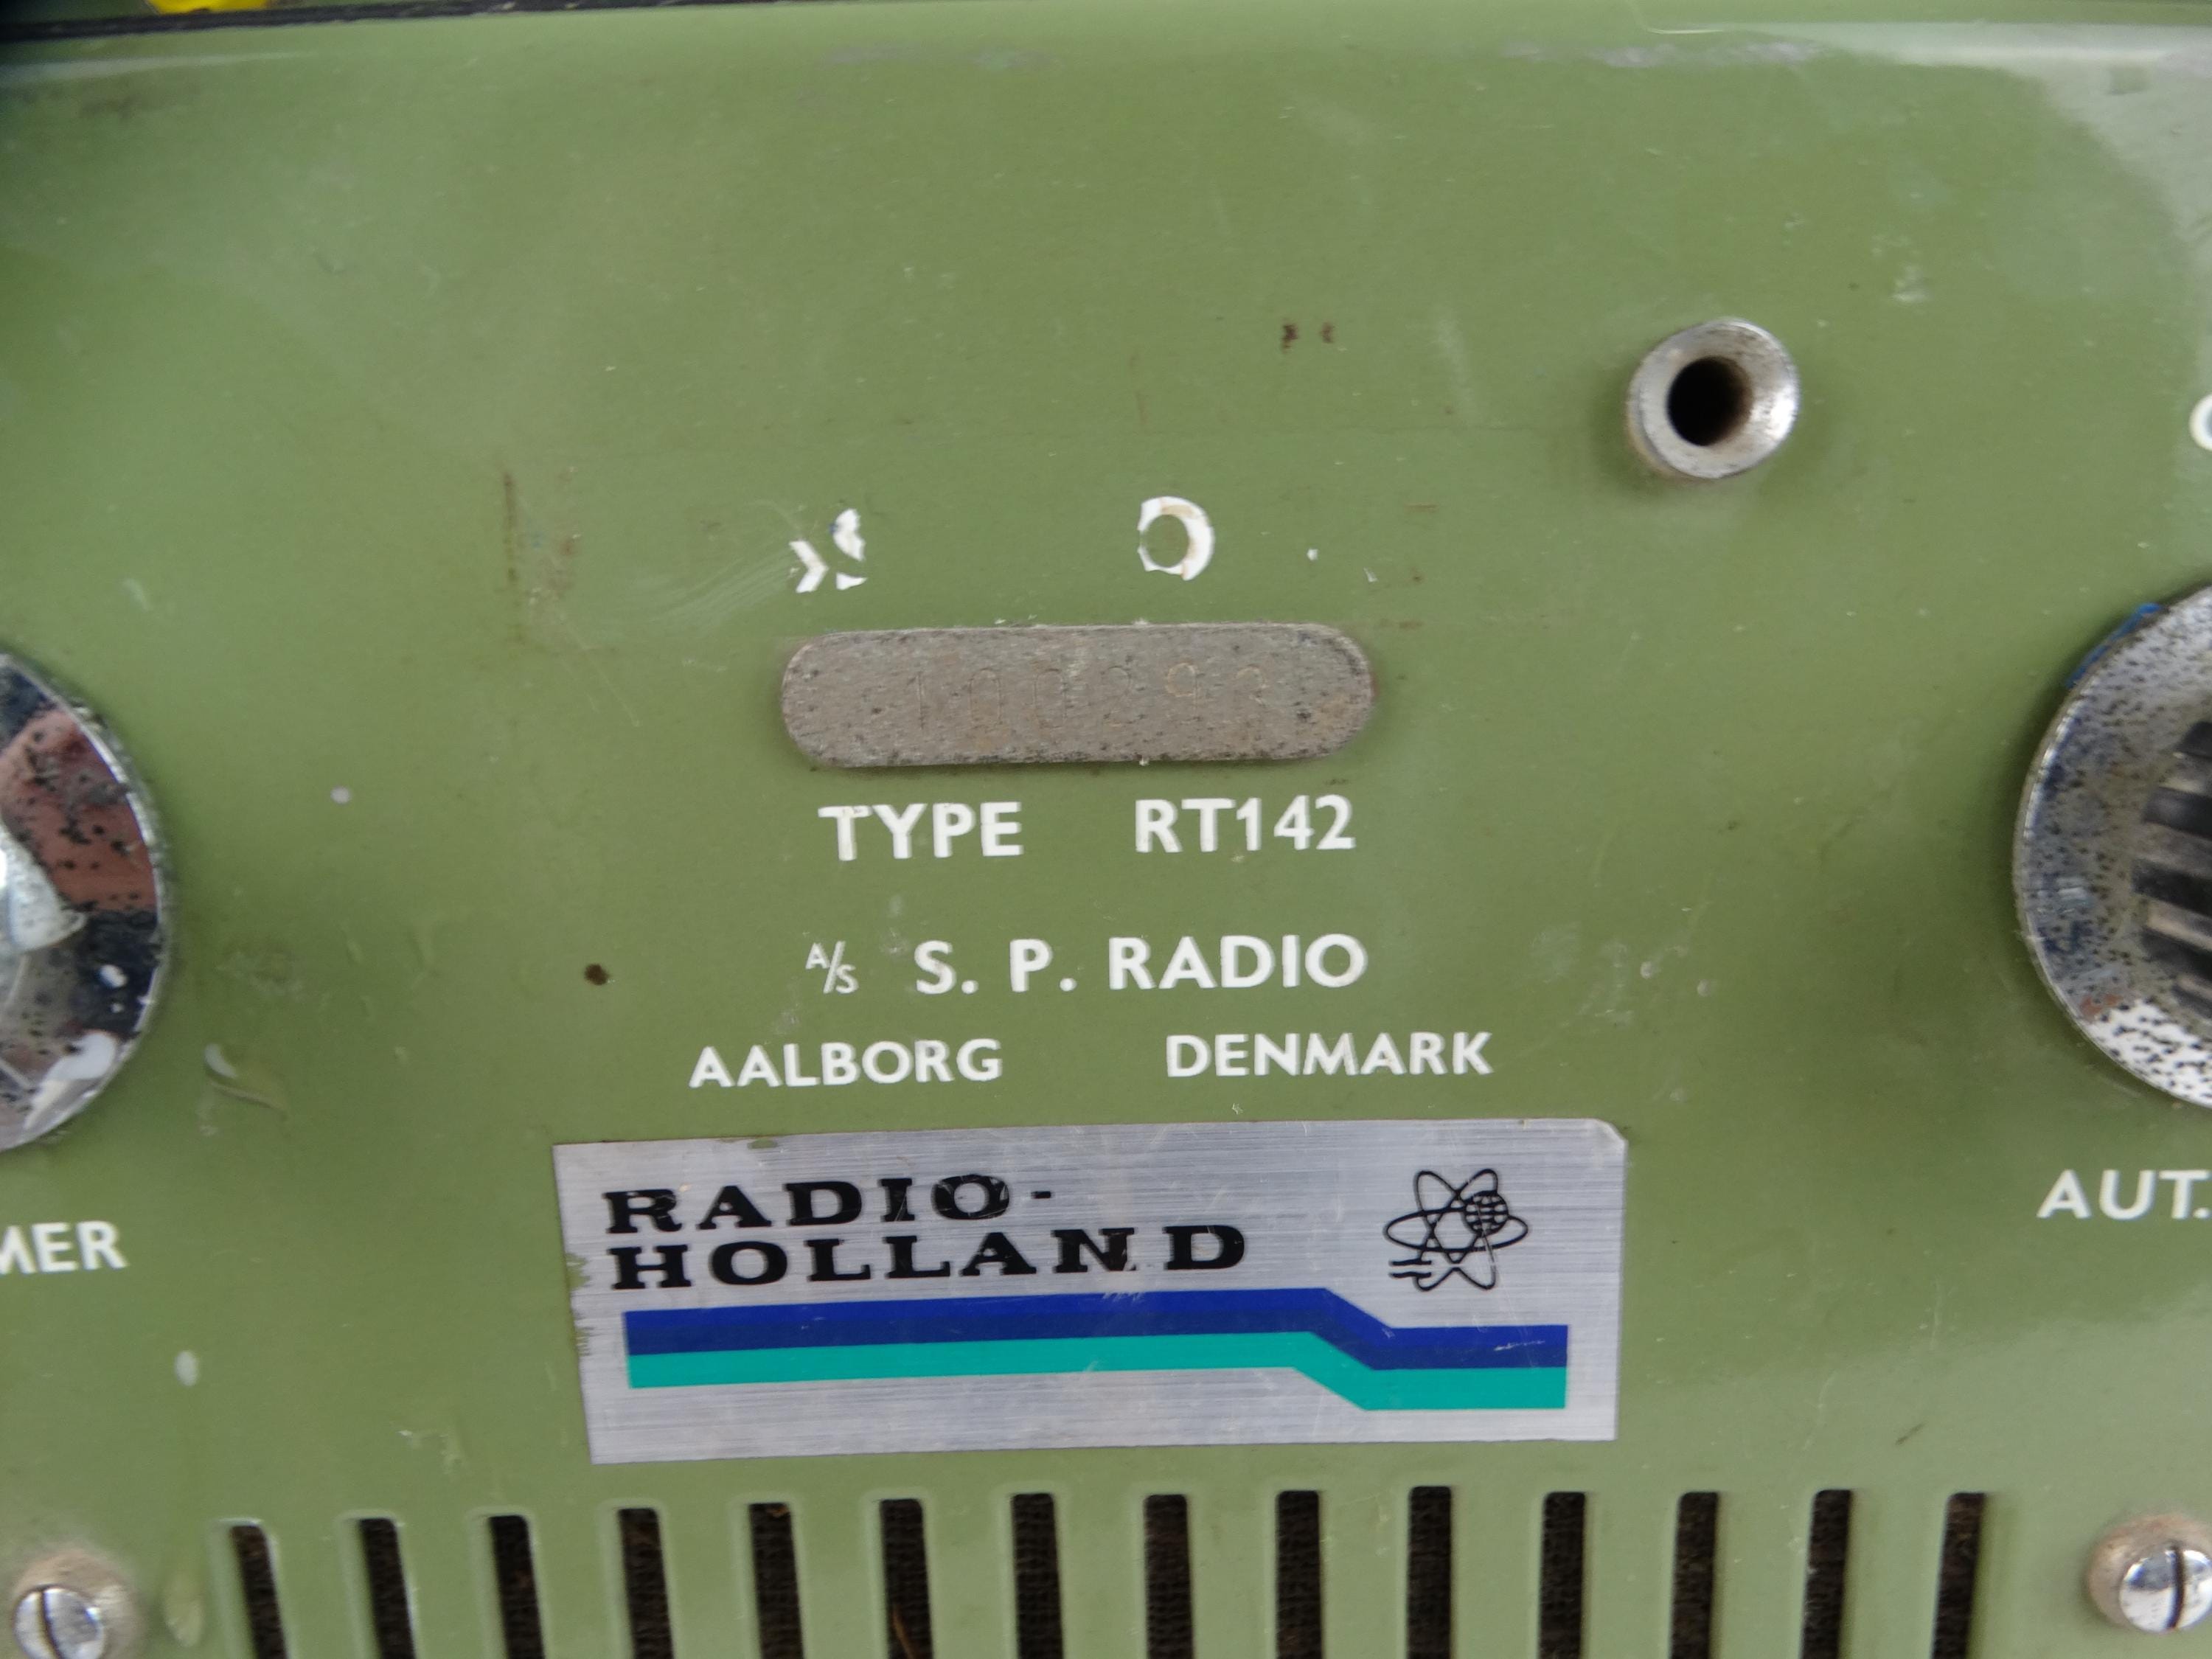 TYPE RT142
A/S S. P. RADIO
AALBORG DENMARK
RADIO-
HOLLAND
MER
AUT.